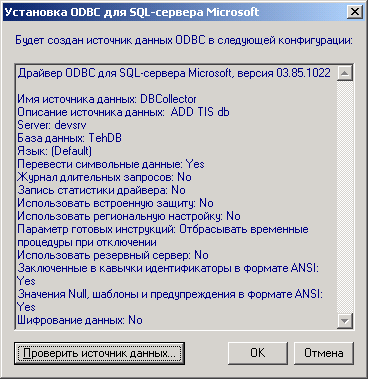 Установка ODBC для SQL-сервера Microsoft
Будет создан источник данных ODBC в следующей конфигурации:
Драйвер ODBC для SQL-сервера Microsoft, версия 03.85.1022
Имя источника данных: DBCollector
Описание источника данных:  ADD TIS db
Server: devsrv
База данных: TehDB
Язык: (Default)
Перевести символьные данные: Yes
Журнал длительных запросов: No
Запись статистики драйвера: No
Использовать встроенную защиту: No
Использовать региональную настройку: No
Параметр готовых инструкций: Отбрасывать временные
процедуры при отключении
Использовать резервный сервер: No
Заключенные в кавычки идентификаторы в формате ANSI:
Yes
Значения Null, шаблоны и предупреждения в формате ANSI:
Yes
Шифрование данных: No
Проверить источник данных...
OK
Отмена